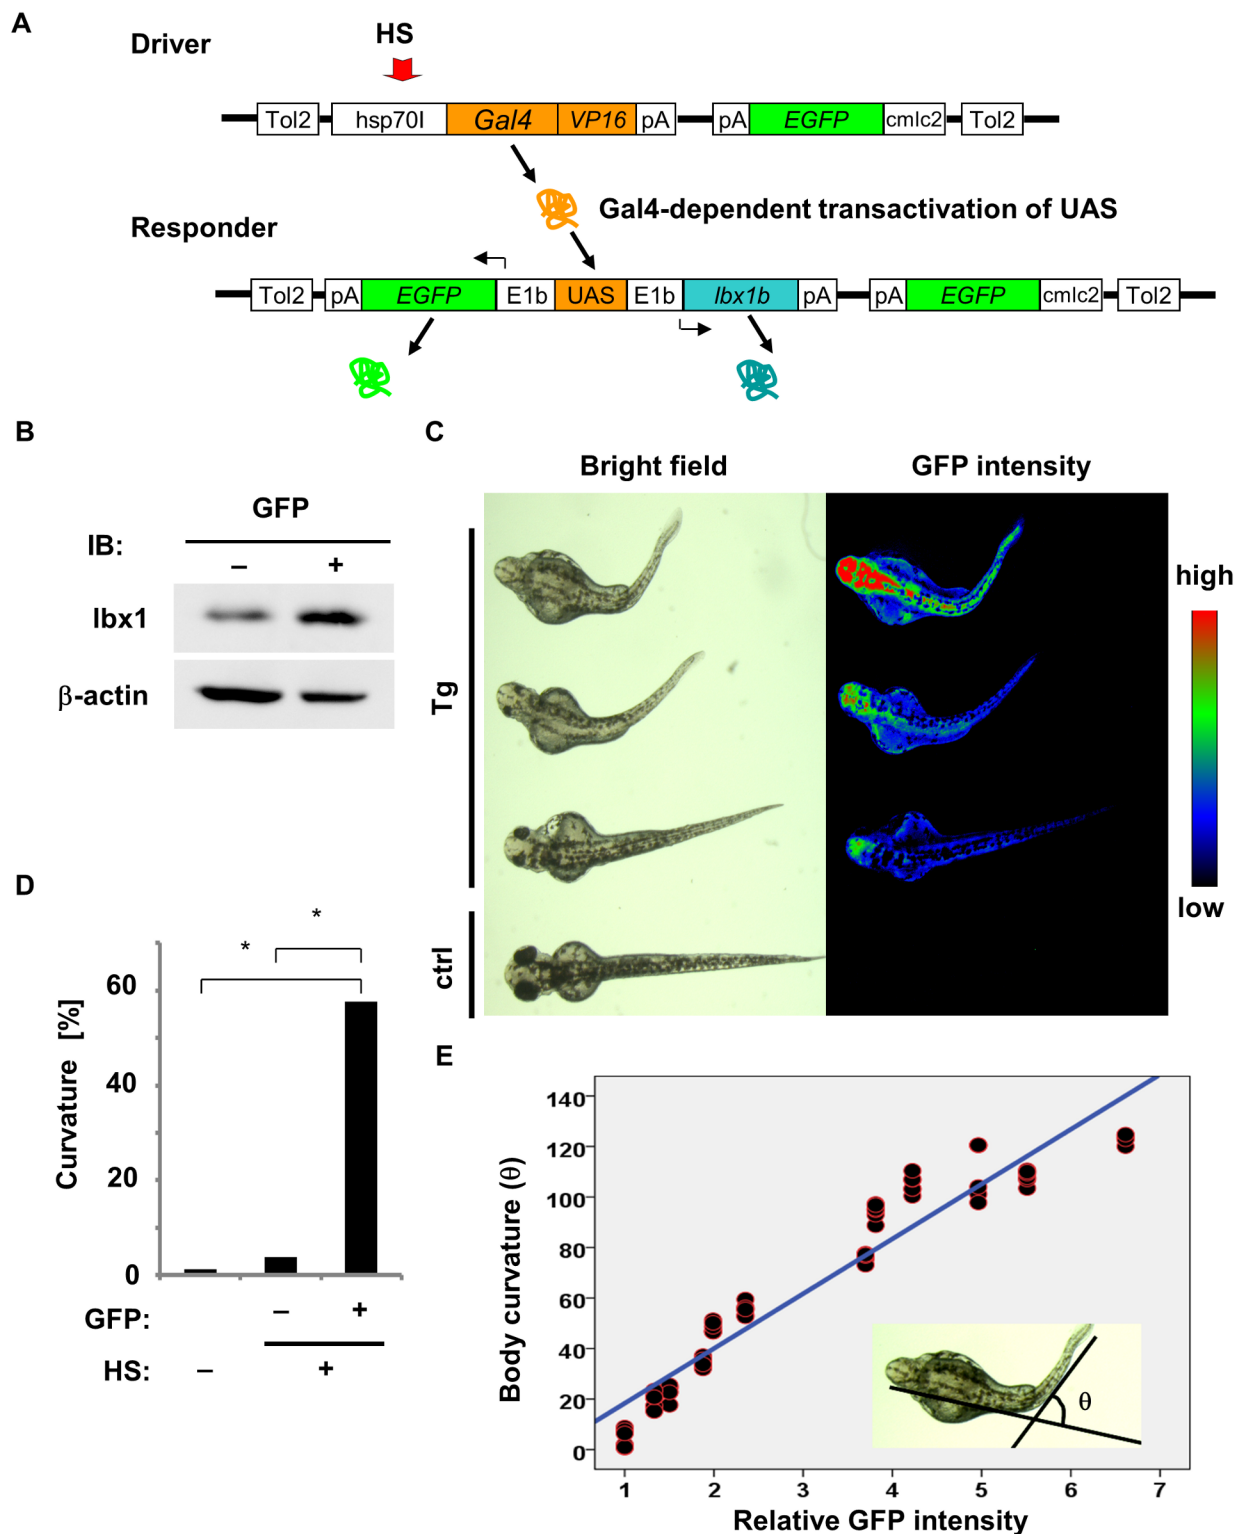 A
Driver
HS
Tol2 hsp70l Gal4 VP16 pA pA EGFP cmlc2 Tol2
Gal4-dependent transactivation of UAS
Responder
Tol2 pA EGFP E1b UAS E1b lbx1b pA pA EGFP cmlc2 Tol2
B
GFP
IB:
– +
lbx1
β-actin
C
Bright field GFP intensity
Tg
ctrl
high
low
D
* *
Curvature [%]
60
40
20
0
GFP: – +
HS: – +
E
Body curvature (θ)
140
120
100
80
60
40
20
0
θ
1 2 3 4 5 6 7
Relative GFP intensity